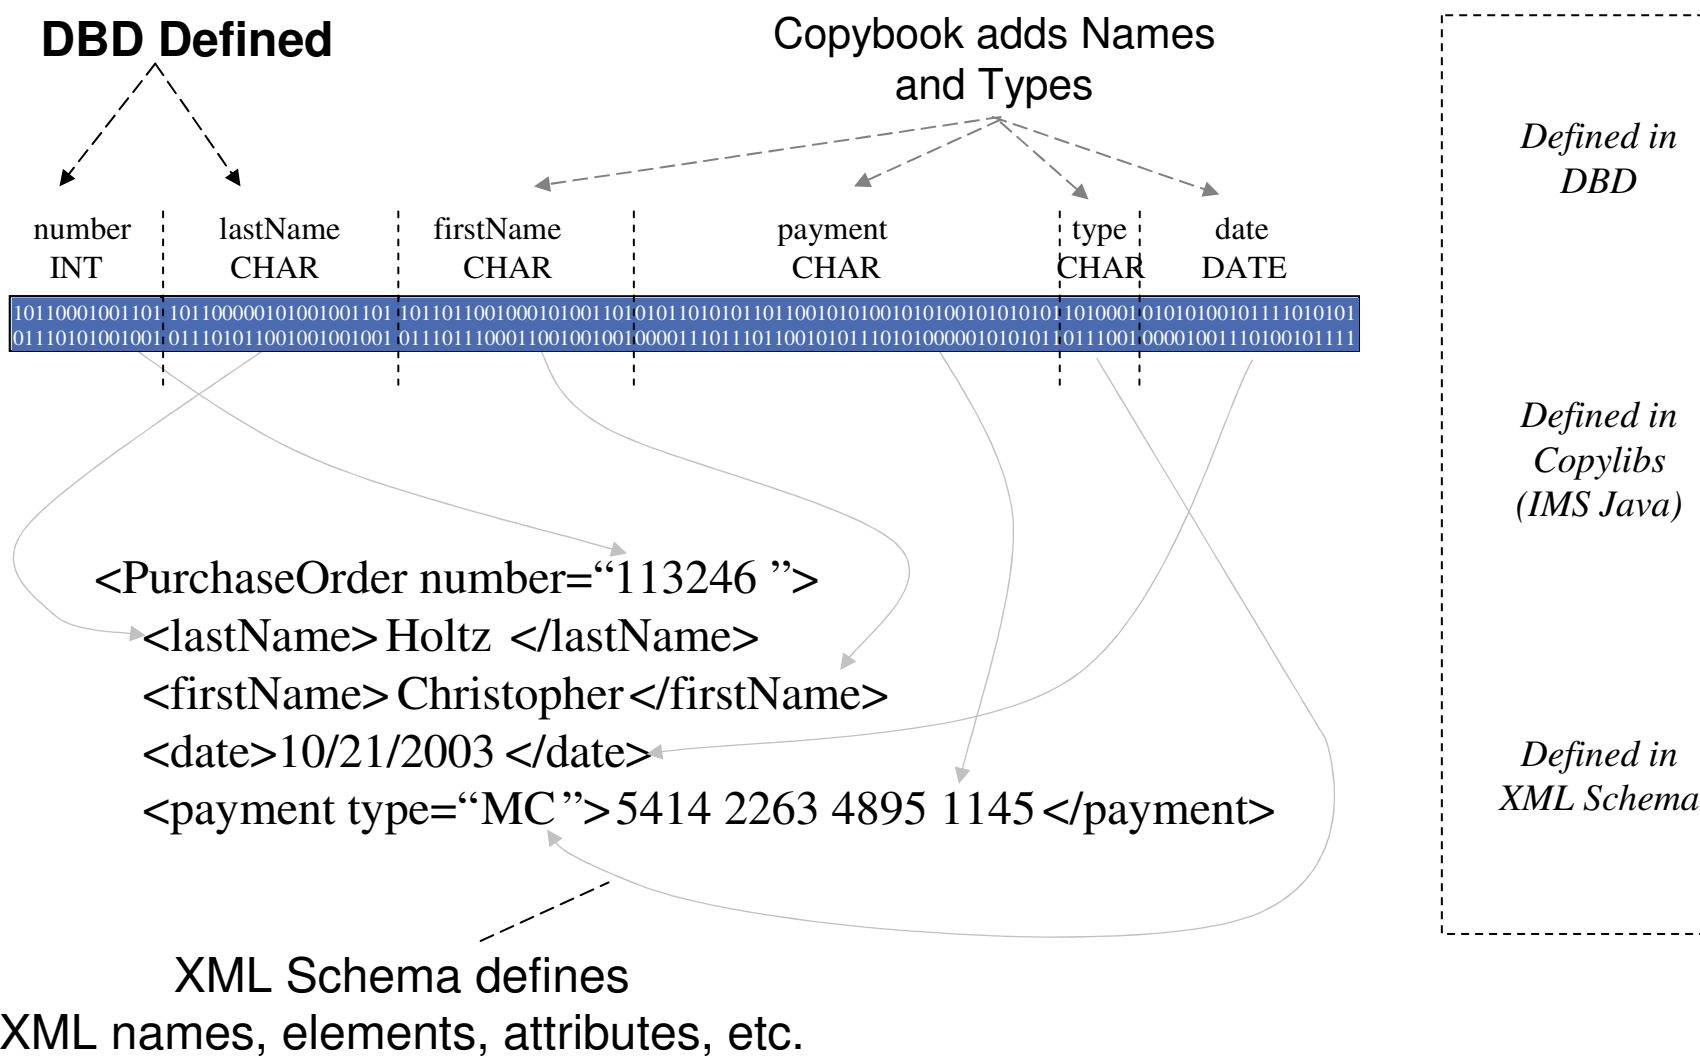 DBD Defined
Copybook adds Names
and Types
Defined in
DBD
number lastName firstName payment type date
INT CHAR CHAR CHAR CHAR DATE
1011000100110110110000010100100110110110110010001010011010101101010110110010101001010100101010101110100010101010010111101010
0111010100100101110101100100100100101110111000110010010010000111011101100101011101010000010101011011100100001001110100101111
Defined in
Copylibs
(IMS Java)
<PurchaseOrder number=“113246 ”>
<lastName> Holtz </lastName>
<firstName> Christopher </firstName>
<date>10/21/2003 </date>
<payment type=“MC”>5414 2263 4895 1145 </payment>
Defined in
XML Schema
XML Schema defines
XML names, elements, attributes, etc.